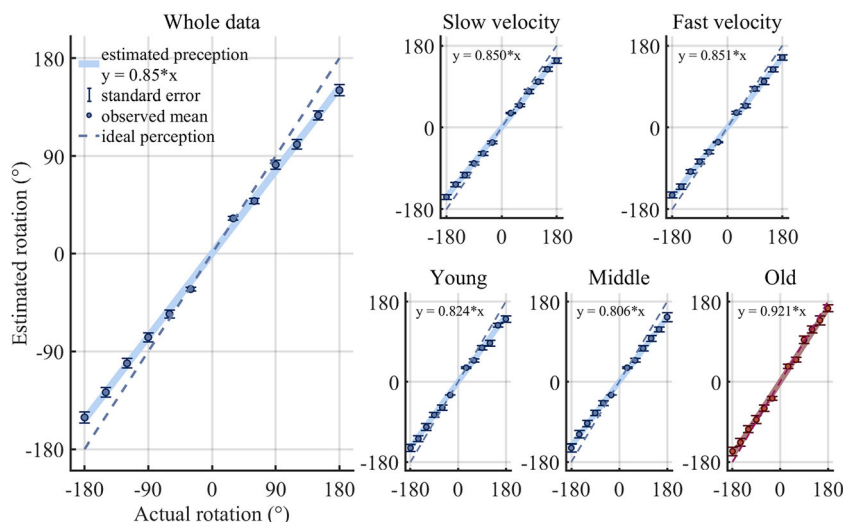 Whole data
estimated preception
y = 0.85*x
standard error
observed mean
ideal perception
180
90
0
-90
-180
Estimated rotation (°)
-180 -90 0 90 180
Actual rotation (°)
Slow velocity
y = 0.850*x
180
0
-180
-180 0 180
Fast velocity
y = 0.851*x
180
0
-180
-180 0 180
Young
y = 0.824*x
180
0
-180
-180 0 180
Middle
y = 0.806*x
180
0
-180
-180 0 180
Old
y = 0.921*x
180
0
-180
-180 0 180